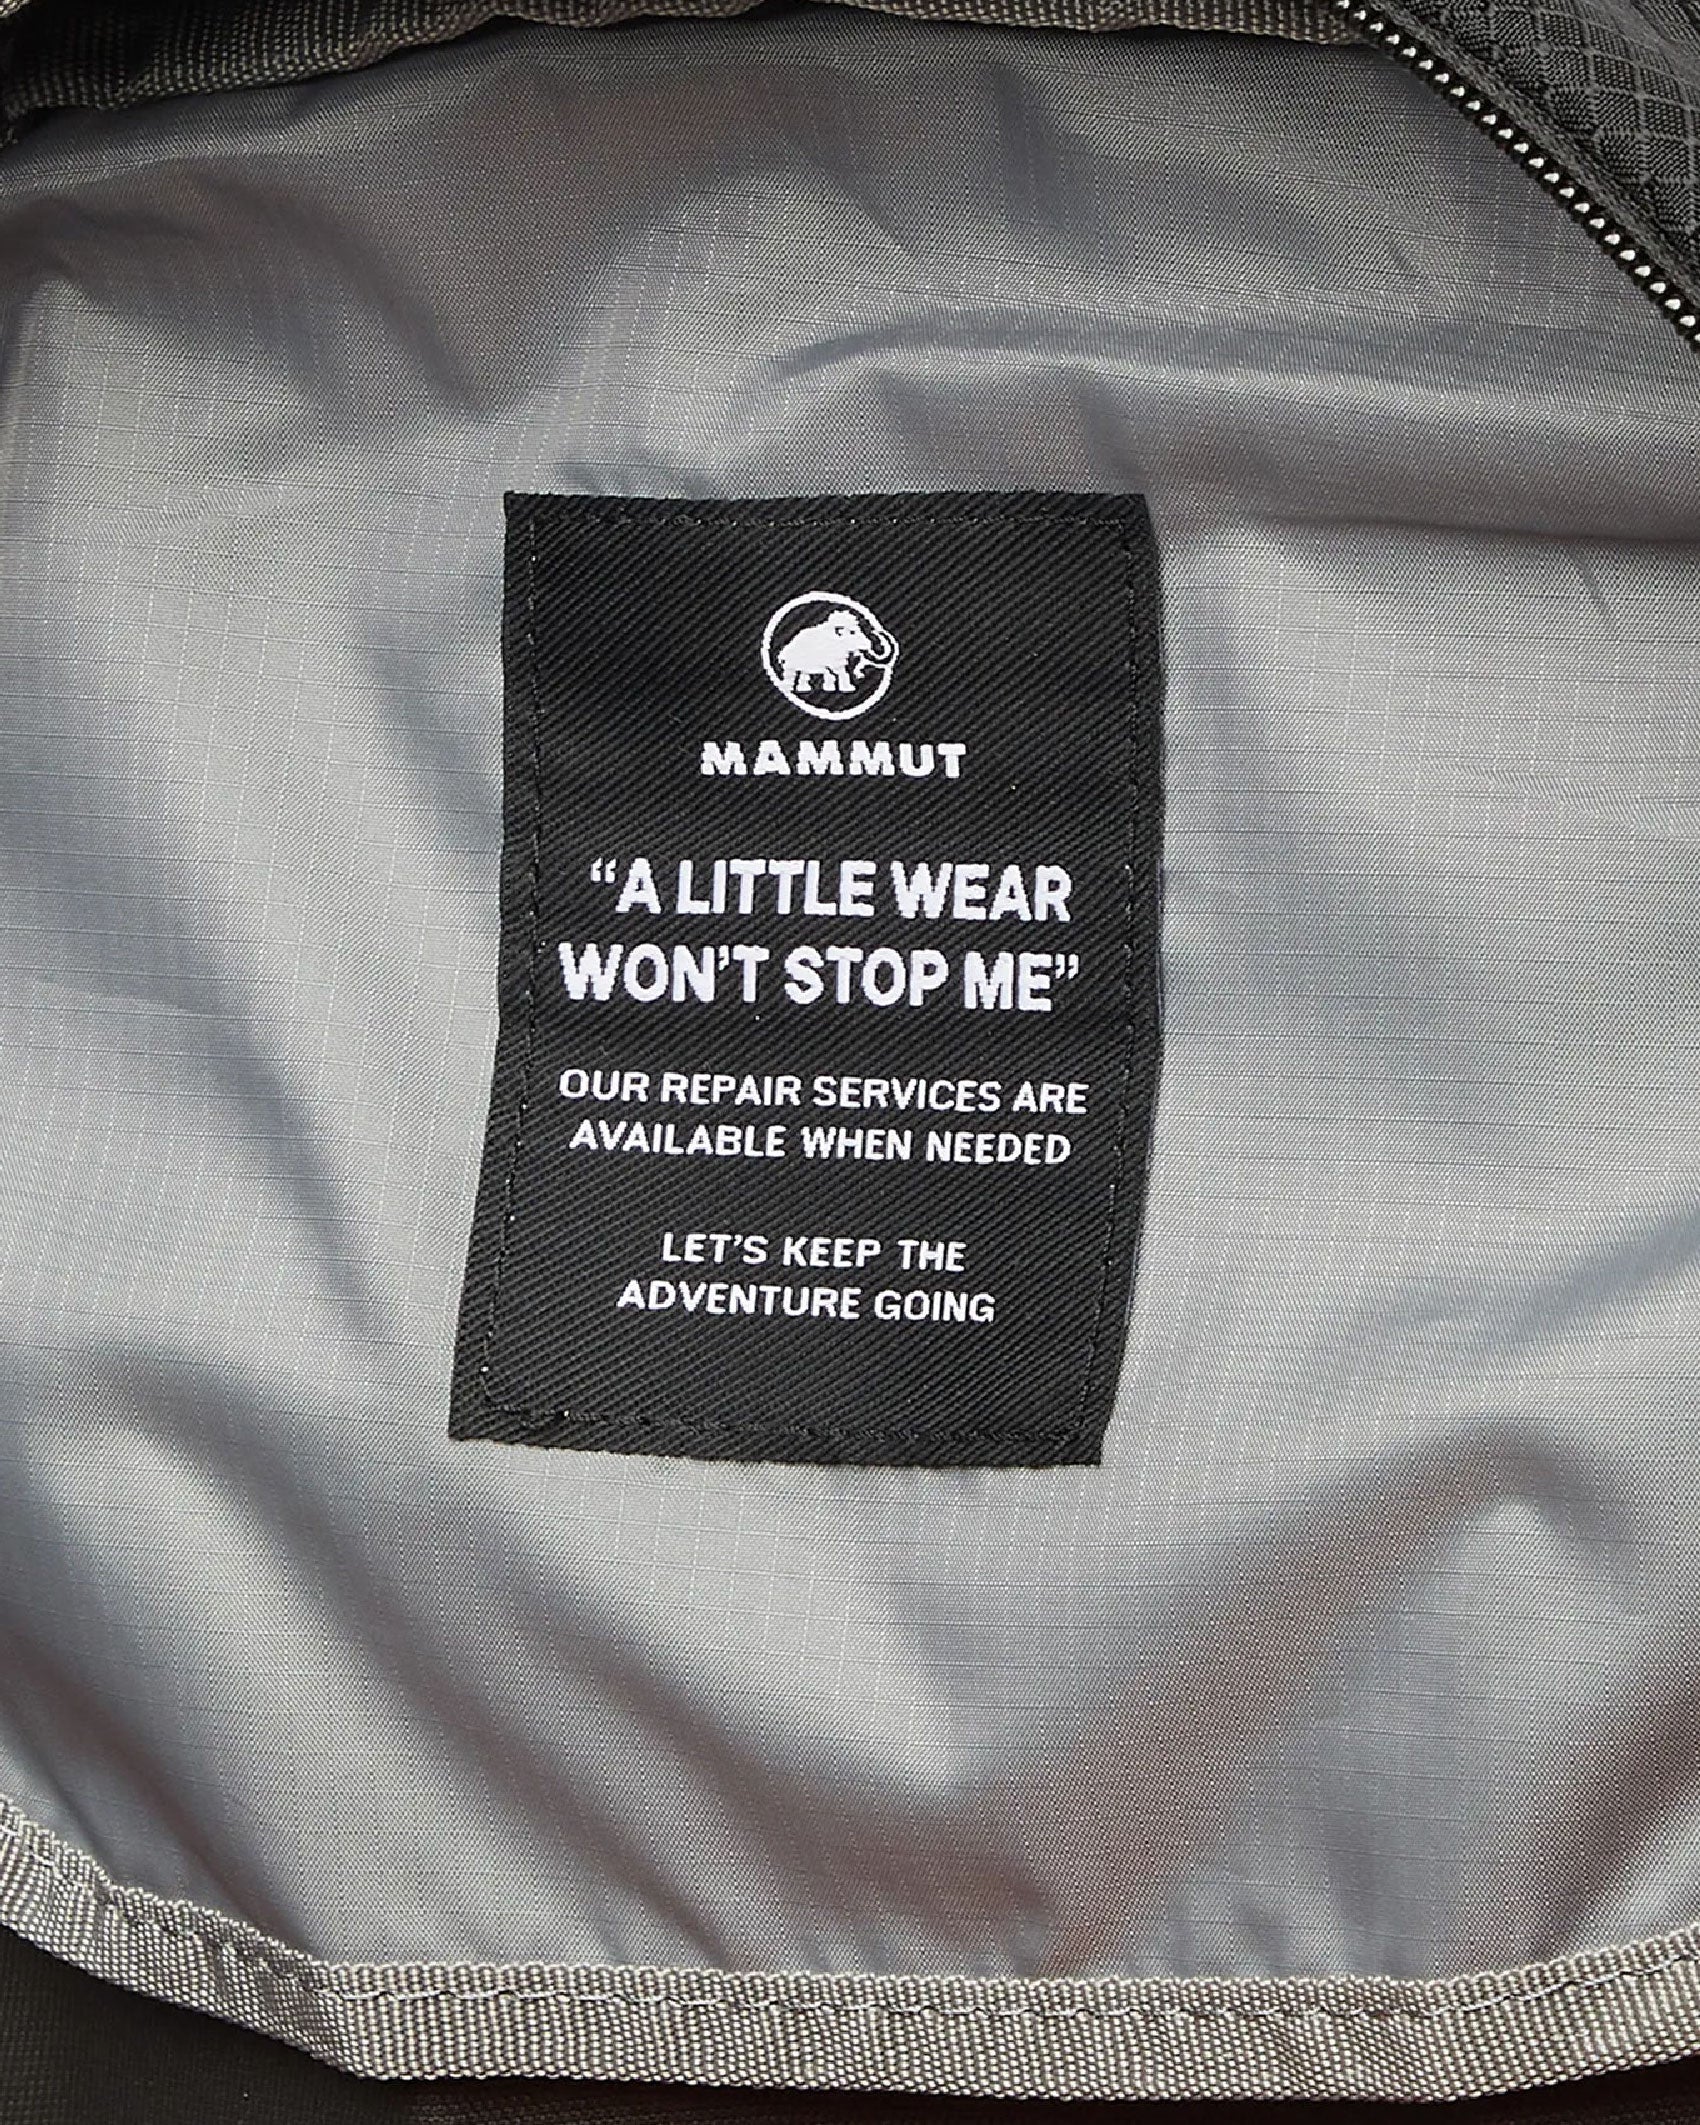 MAMMUT
“A LITTLE WEAR
WON’T STOP ME”
OUR REPAIR SERVICES ARE
AVAILABLE WHEN NEEDED
LET’S KEEP THE
ADVENTURE GOING